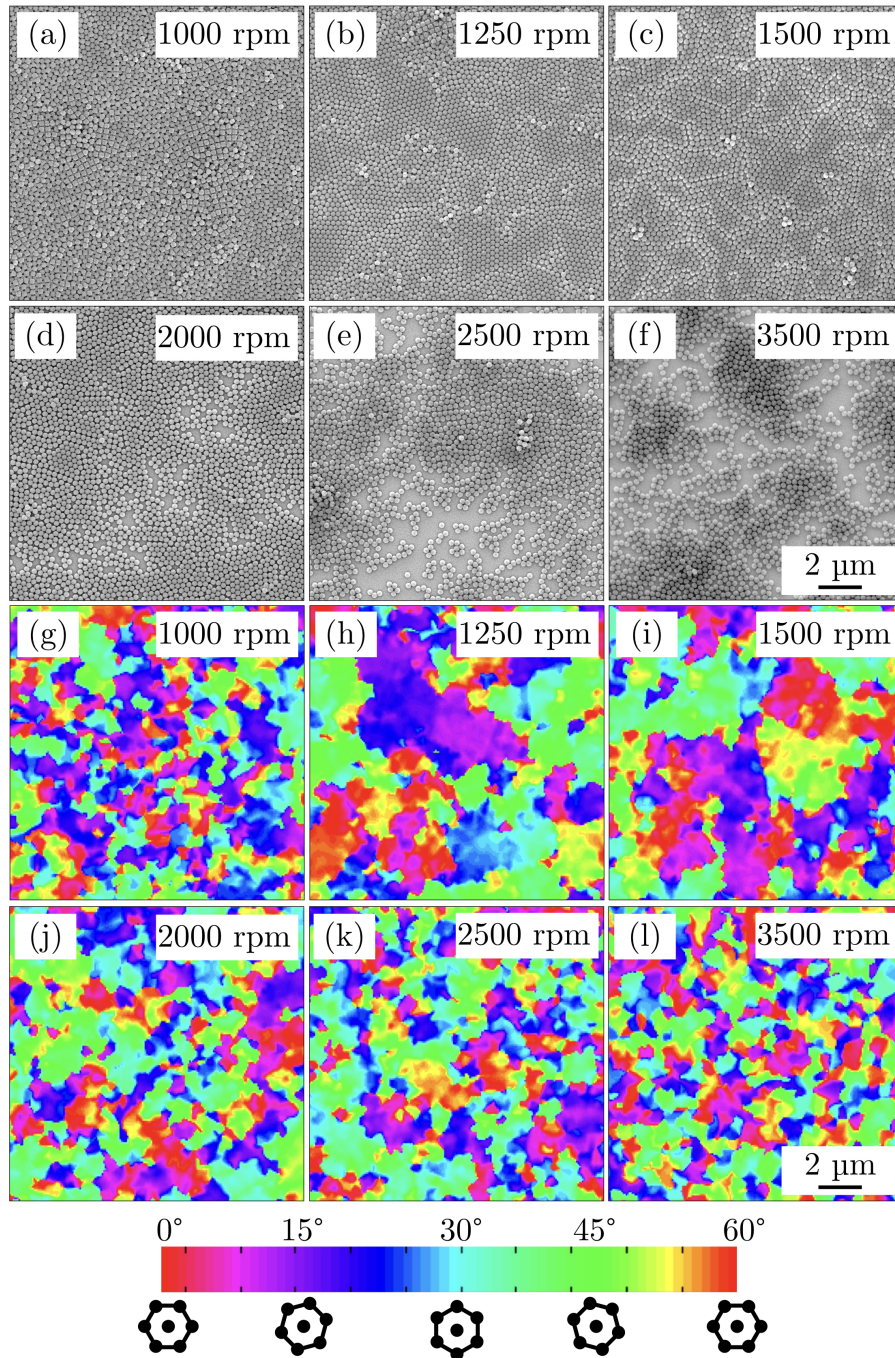 (a) 1000 rpm
(b) 1250 rpm
(c) 1500 rpm
(d) 2000 rpm
(e) 2500 rpm
(f) 3500 rpm
2 µm
(g) 1000 rpm
(h) 1250 rpm
(i) 1500 rpm
(j) 2000 rpm
(k) 2500 rpm
(l) 3500 rpm
2 µm
0° 15° 30° 45° 60°